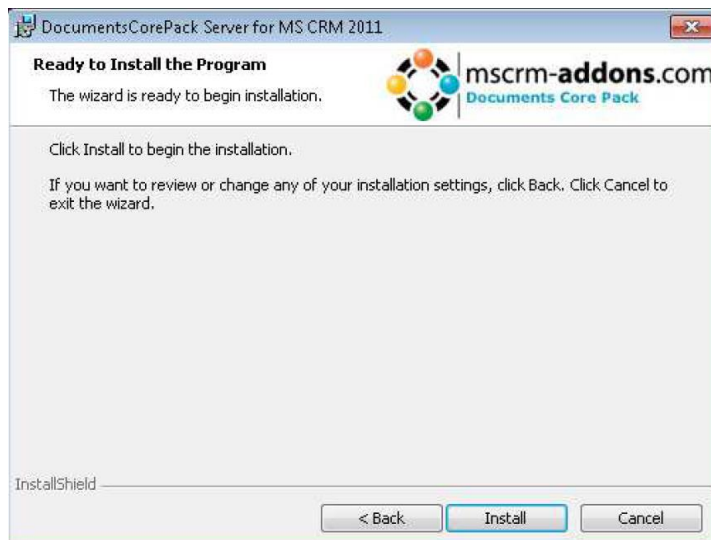 DocumentsCorePack Server for MS CRM 2011
Ready to Install the Program
The wizard is ready to begin installation.
mscrm-addons.com
Documents Core Pack
Click Install to begin the installation.
If you want to review or change any of your installation settings, click Back. Click Cancel to
exit the wizard.
InstallShield
< Back
Install
Cancel